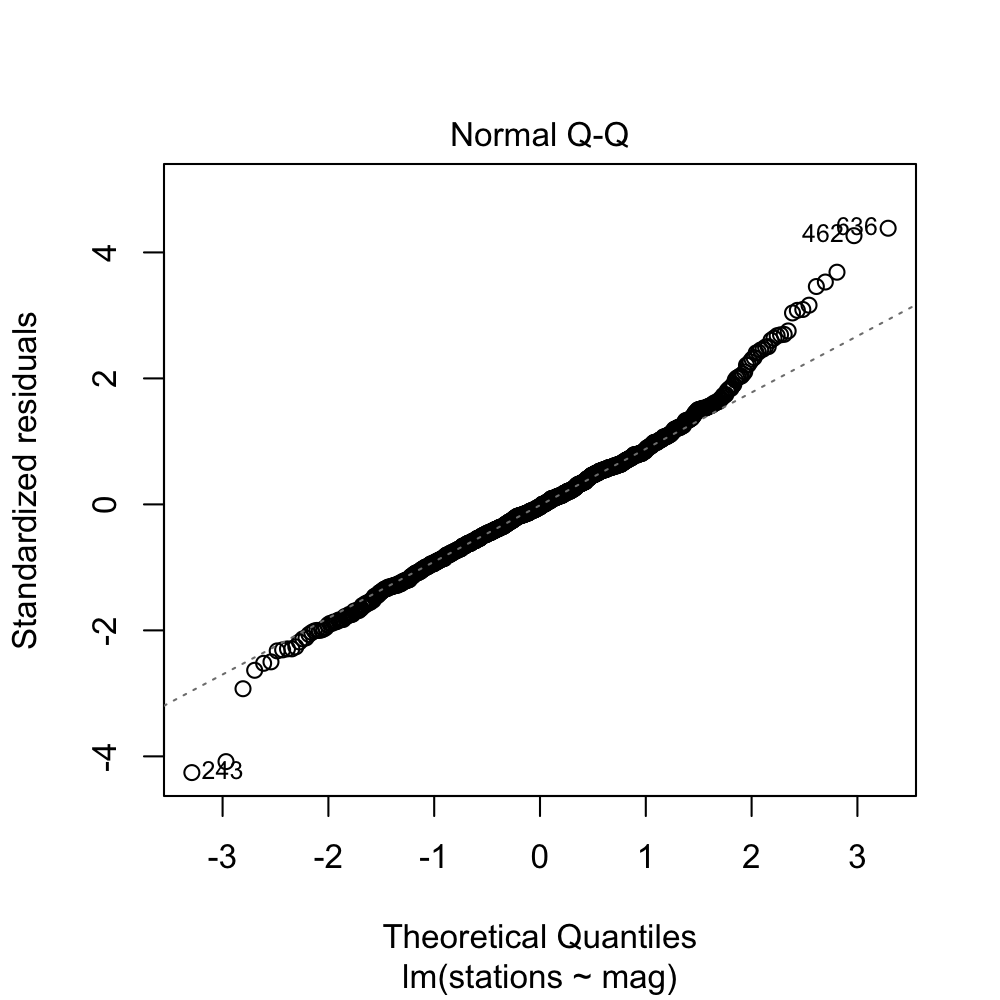 Normal Q-Q
Standardized residuals
4
2
0
-2
-4
462
636
243
-3 -2 -1 0 1 2 3
Theoretical Quantiles
lm(stations ~ mag)